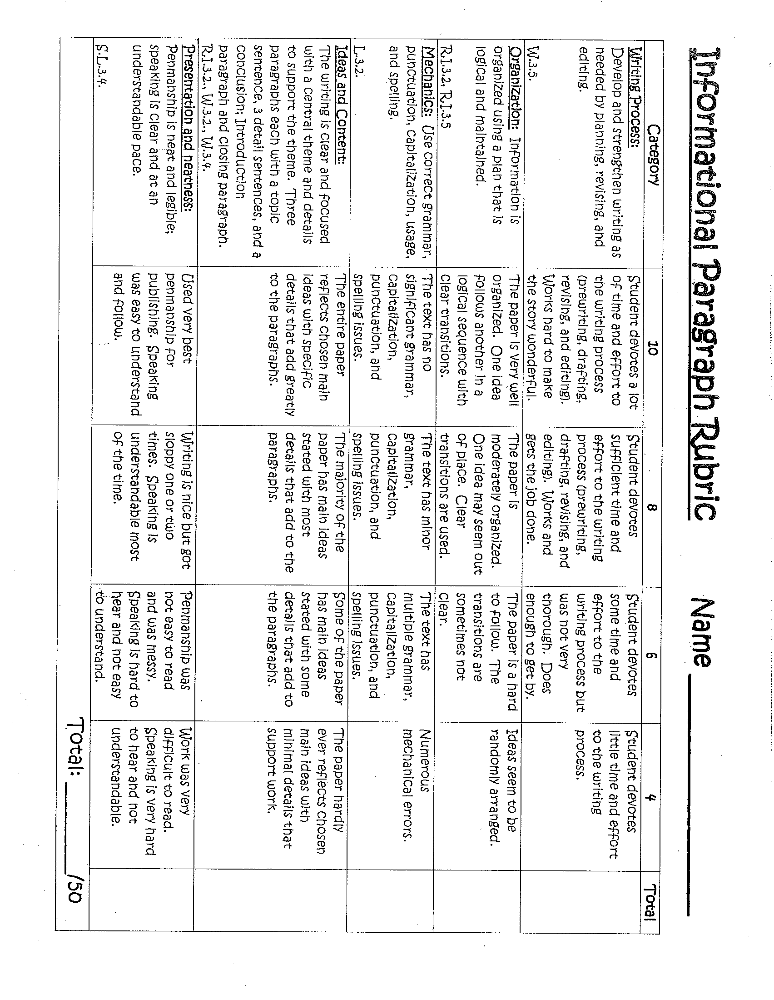 Informational Paragraph Rubric Name
Category 10 8 6 4 Total
Writing Process:
Develop and strengthen writing as
needed by planning, revising, and
editing.
W.3.5.
Student devotes a lot
of time and effort to
the writing process
(prewriting, drafting,
revising, and editing).
Works hard to make
the story wonderful.
Student devotes
sufficient time and
effort to the writing
process (prewriting,
drafting, revising, and
editing). Works and
gets the job done.
Student devotes
some time and
effort to the
writing process but
was not very
thorough. Does
enough to get by.
Student devotes
little time and effort
to the writing
process.
Organization: Information is
organized using a plan that is
logical and maintained.
R.I.3.2, R.I.3.5
The paper is very well
organized. One idea
follows another in a
logical sequence with
clear transitions.
The paper is
moderately organized.
One idea may seem out
of place. Clear
transitions are used.
The paper is a hard
to follow. The
transitions are
sometimes not
clear.
Ideas seem to be
randomly arranged.
Mechanics: Use correct grammar,
punctuation, capitalization, usage,
and spelling.
L.3.2.
The text has no
significant grammar,
capitalization,
punctuation, and
spelling issues.
The text has minor
grammar,
capitalization,
punctuation, and
spelling issues.
The text has
multiple grammar,
capitalization,
punctuation, and
spelling issues.
Numerous
mechanical errors.
Ideas and Content:
The writing is clear and focused
with a central theme and details
to support the theme. Three
paragraphs each with a topic
sentence, 3 detail sentences, and a
conclusion; Introduction
paragraph and closing paragraph.
R.I.3.2., W.3.2., W.3.4.
The entire paper
reflects chosen main
ideas with specific
details that add greatly
to the paragraphs.
The majority of the
paper has main ideas
stated with most
details that add to the
paragraphs.
Some of the paper
has main ideas
stated with some
details that add to
the paragraphs.
The paper hardly
ever reflects chosen
main ideas with
minimal details that
support work.
Presentation and neatness:
Penmanship is neat and legible;
speaking is clear and at an
understandable pace.
S.L.3.4.
Used very best
penmanship for
publishing. Speaking
was easy to understand
and follow.
Writing is nice but got
sloppy one or two
times. Speaking is
understandable most
of the time.
Penmanship was
not easy to read
and was messy.
Speaking is hard to
hear and not easy
to understand.
Work was very
difficult to read.
Speaking is very hard
to hear and not
understandable.
Total: /50